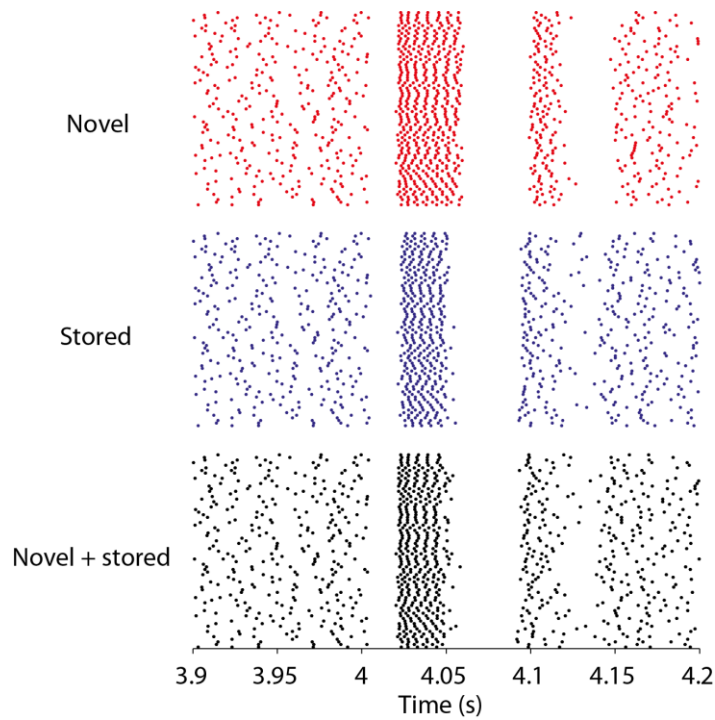 Novel
Stored
Novel + stored
3.9 3.95 4 4.05 4.1 4.15 4.2
Time (s)